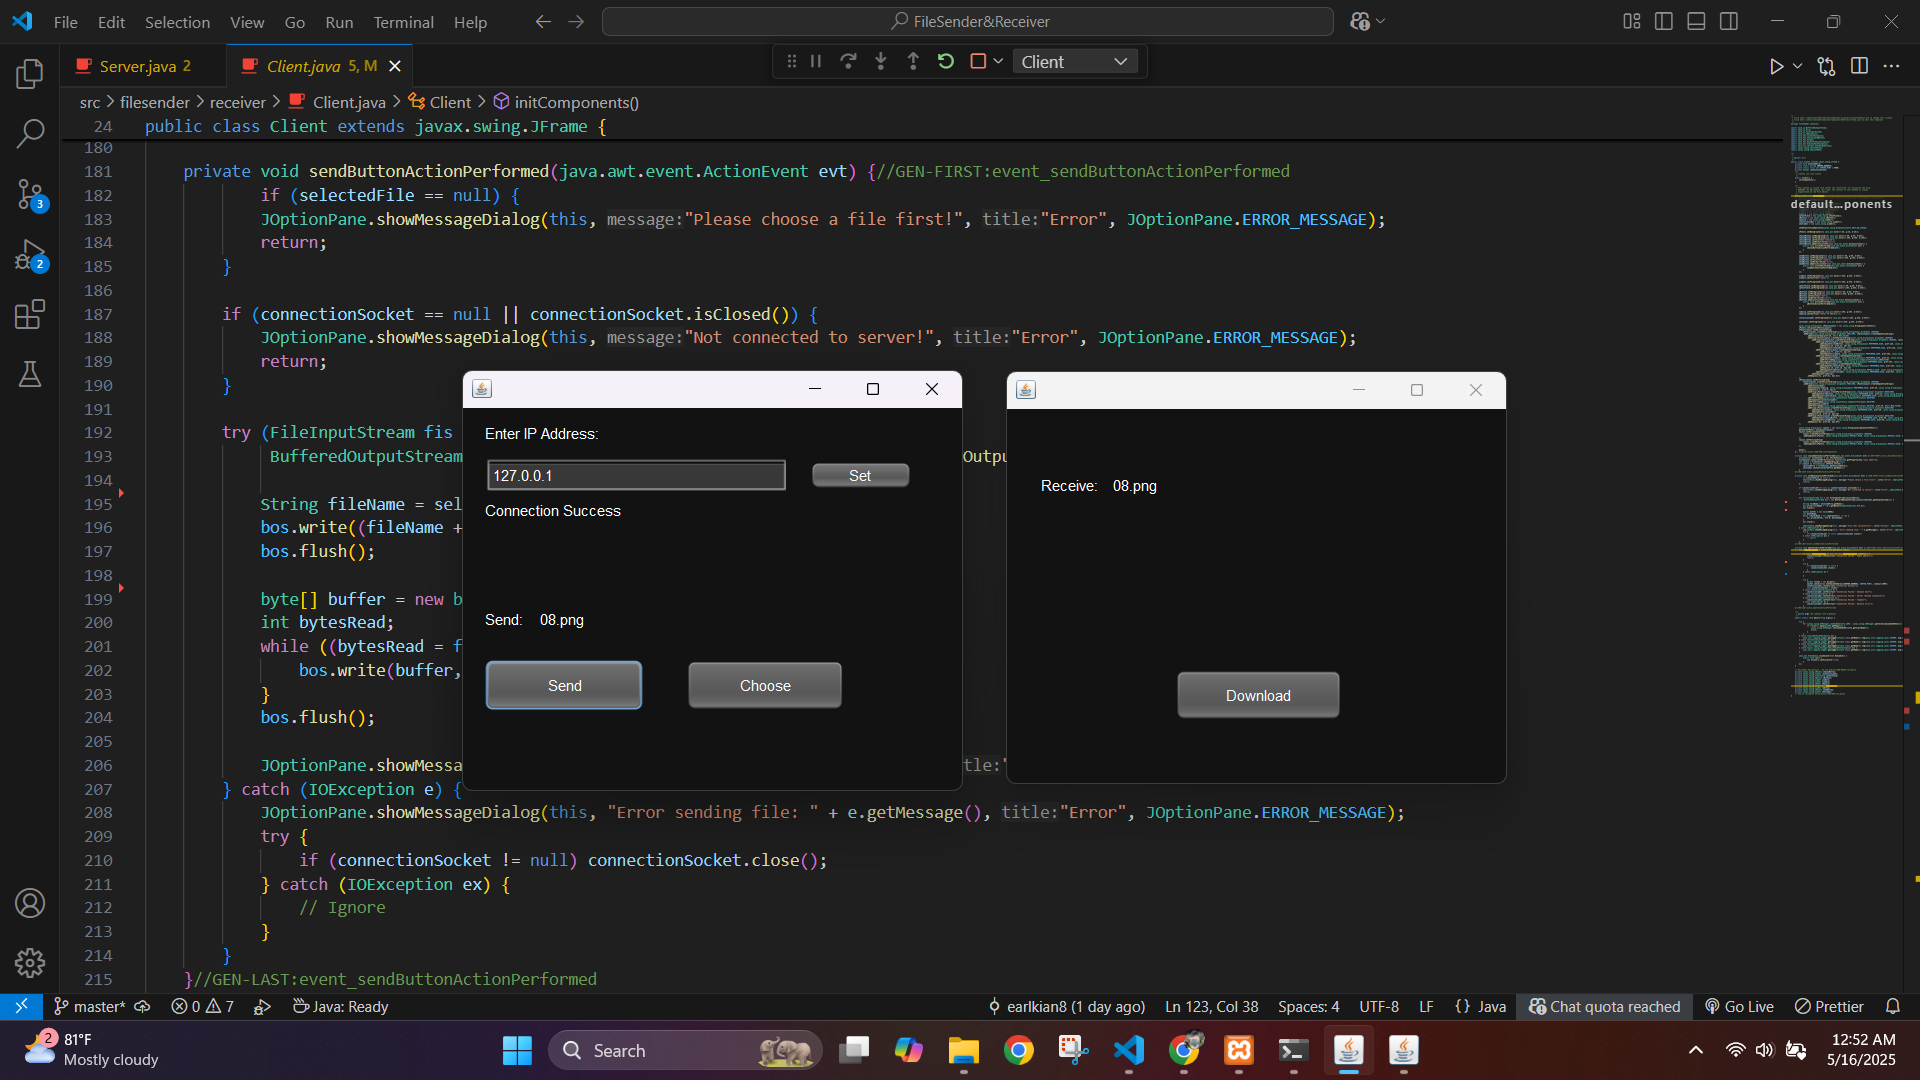 File Edit Selection View Go Run Terminal Help
FileSender&Receiver
Server.java 2
Client.java 5, M
Client
src > filesender > receiver > Client.java > Client > initComponents()
24 public class Client extends javax.swing.JFrame {
180
181 private void sendButtonActionPerformed(java.awt.event.ActionEvent evt) {//GEN-FIRST:event_sendButtonActionPerformed
182 if (selectedFile == null) {
183 JOptionPane.showMessageDialog(this, message:"Please choose a file first!", title:"Error", JOptionPane.ERROR_MESSAGE);
184 return;
185 }
186
187 if (connectionSocket == null || connectionSocket.isClosed()) {
188 JOptionPane.showMessageDialog(this, message:"Not connected to server!", title:"Error", JOptionPane.ERROR_MESSAGE);
189 return;
190 }
191
192 try (FileInputStream fis
193 BufferedOutputStream Outpu
194
195 String fileName = sel
196 bos.write((fileName +
197 bos.flush();
198
199 byte[] buffer = new b
200 int bytesRead;
201 while ((bytesRead = f
202 bos.write(buffer,
203 }
204 bos.flush();
205
206 JOptionPane.showMessa itle:"
207 } catch (IOException e) {
208 JOptionPane.showMessageDialog(this, "Error sending file: " + e.getMessage(), title:"Error", JOptionPane.ERROR_MESSAGE);
209 try {
210 if (connectionSocket != null) connectionSocket.close();
211 } catch (IOException ex) {
212 // Ignore
213 }
214 }
215 }//GEN-LAST:event_sendButtonActionPerformed
default...ponents
Enter IP Address:
127.0.0.1
Set
Connection Success
Send: 08.png
Send
Choose
Receive: 08.png
Download
3
2
master*
0 7
Java: Ready
earlkian8 (1 day ago)
Ln 123, Col 38
Spaces: 4
UTF-8
LF
{} Java
Chat quota reached
Go Live
Prettier
2
81°F
Mostly cloudy
Search
12:52 AM
5/16/2025